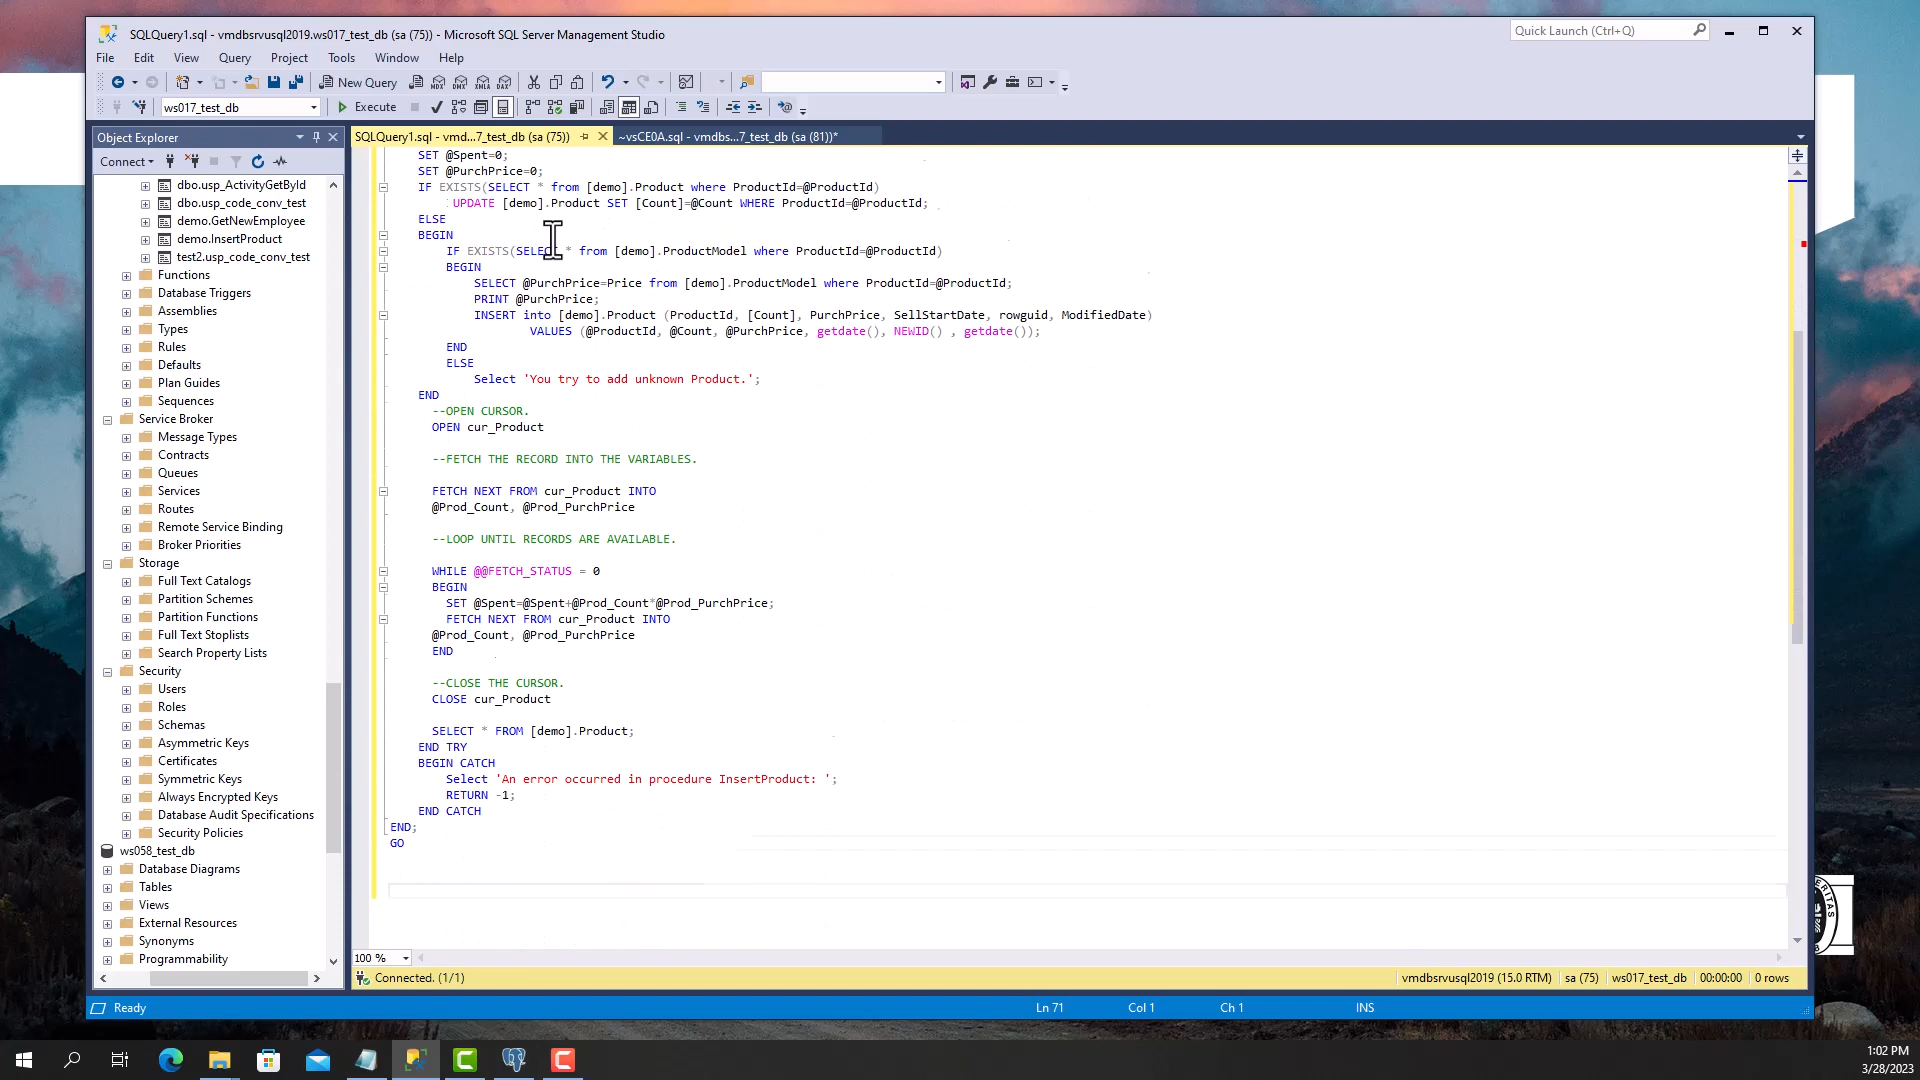 SQLQuery1.sql - vmdbsrvusql2019.ws017_test_db (sa (75)) - Microsoft SQL Server Management Studio
Quick Launch (Ctrl+Q)
File Edit View Query Project Tools Window Help
New Query
MDX DMX XMLA DAX
ws017_test_db
Execute
Object Explorer
SQLQuery1.sql - vmd...7_test_db (sa (75))
~vsCE0A.sql - vmdbs...7_test_db (sa (81))*
Connect
dbo.usp_ActivityGetById
dbo.usp_code_conv_test
demo.GetNewEmployee
demo.InsertProduct
test2.usp_code_conv_test
Functions
Database Triggers
Assemblies
Types
Rules
Defaults
Plan Guides
Sequences
Service Broker
Message Types
Contracts
Queues
Services
Routes
Remote Service Binding
Broker Priorities
Storage
Full Text Catalogs
Partition Schemes
Partition Functions
Full Text Stoplists
Search Property Lists
Security
Users
Roles
Schemas
Asymmetric Keys
Certificates
Symmetric Keys
Always Encrypted Keys
Database Audit Specifications
Security Policies
ws058_test_db
Database Diagrams
Tables
Views
External Resources
Synonyms
Programmability
SET @Spent=0;
SET @PurchPrice=0;
IF EXISTS(SELECT * from [demo].Product where ProductId=@ProductId)
UPDATE [demo].Product SET [Count]=@Count WHERE ProductId=@ProductId;
ELSE
BEGIN
IF EXISTS(SELECT * from [demo].ProductModel where ProductId=@ProductId)
BEGIN
SELECT @PurchPrice=Price from [demo].ProductModel where ProductId=@ProductId;
PRINT @PurchPrice;
INSERT into [demo].Product (ProductId, [Count], PurchPrice, SellStartDate, rowguid, ModifiedDate)
VALUES (@ProductId, @Count, @PurchPrice, getdate(), NEWID() , getdate());
END
ELSE
Select 'You try to add unknown Product.';
END
--OPEN CURSOR.
OPEN cur_Product
--FETCH THE RECORD INTO THE VARIABLES.
FETCH NEXT FROM cur_Product INTO
@Prod_Count, @Prod_PurchPrice
--LOOP UNTIL RECORDS ARE AVAILABLE.
WHILE @@FETCH_STATUS = 0
BEGIN
SET @Spent=@Spent+@Prod_Count*@Prod_PurchPrice;
FETCH NEXT FROM cur_Product INTO
@Prod_Count, @Prod_PurchPrice
END
--CLOSE THE CURSOR.
CLOSE cur_Product
SELECT * FROM [demo].Product;
END TRY
BEGIN CATCH
Select 'An error occurred in procedure InsertProduct: ';
RETURN -1;
END CATCH
END;
GO
100 %
Connected. (1/1)
vmdbsrvusql2019 (15.0 RTM) sa (75) ws017_test_db 00:00:00 0 rows
Ready
Ln 71 Col 1 Ch 1 INS
1:02 PM
3/28/2023